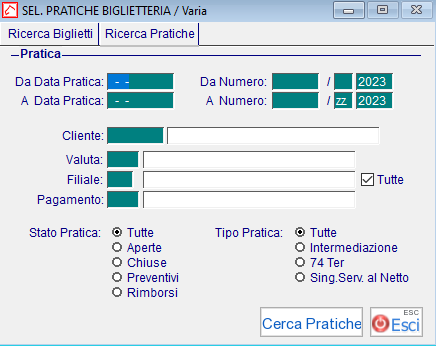 SEL. PRATICHE BIGLIETTERIA / Varia
Ricerca Biglietti Ricerca Pratiche
Pratica
Da Data Pratica: - - Da Numero: / 2023
A Data Pratica: - - A Numero: / zz 2023
Cliente:
Valuta:
Filiale: Tutte
Pagamento:
Stato Pratica: Tutte Tipo Pratica: Tutte
Aperte Intermediazione
Chiuse 74 Ter
Preventivi Sing.Serv. al Netto
Rimborsi
Cerca Pratiche ESC Esci